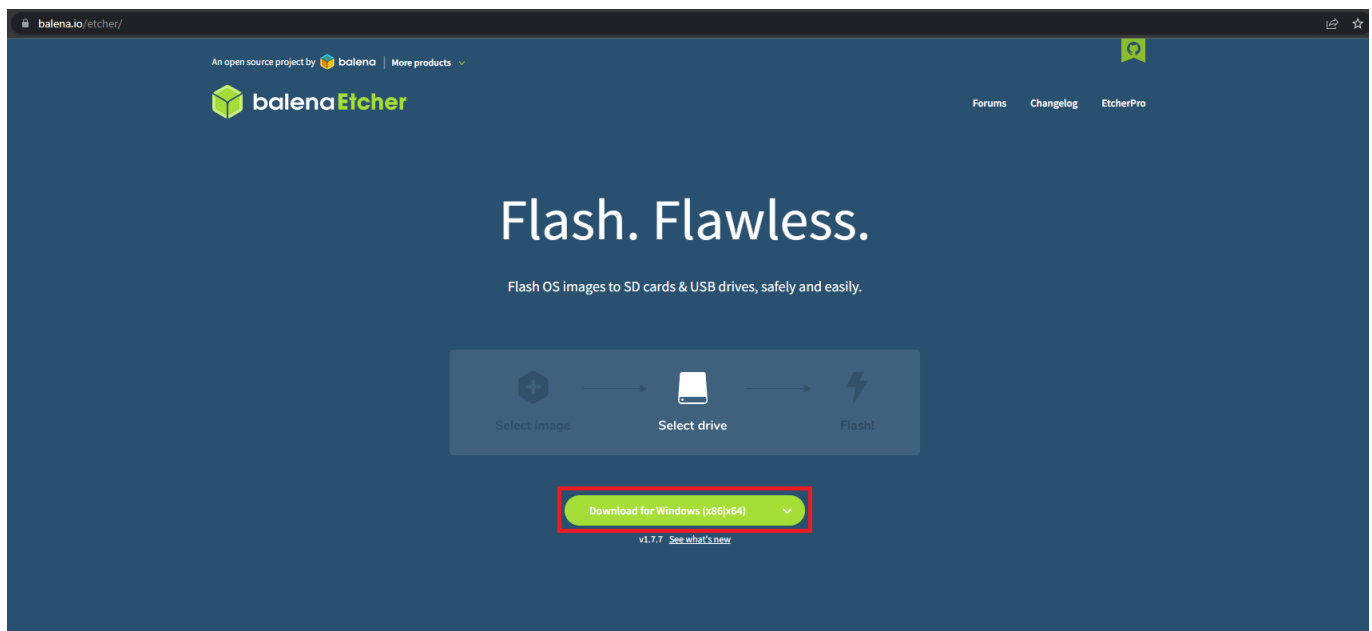 balena.io/etcher/
An open source project by balena | More products
balenaEtcher
Forums Changelog EtcherPro
Flash. Flawless.
Flash OS images to SD cards & USB drives, safely and easily.
Select image Select drive Flash!
Download for Windows (x86|x64)
v1.7.7 See what's new